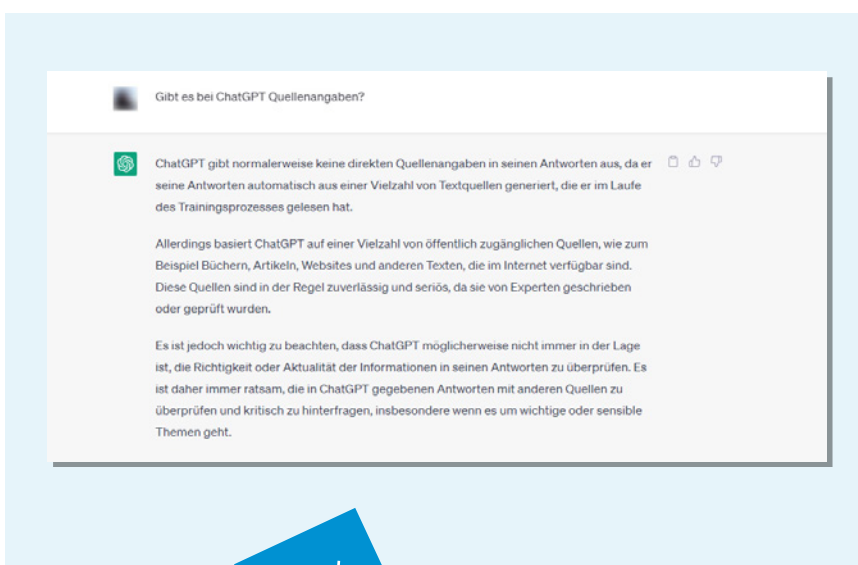 Gibt es bei ChatGPT Quellenangaben?
ChatGPT gibt normalerweise keine direkten Quellenangaben in seinen Antworten aus, da er
seine Antworten automatisch aus einer Vielzahl von Textquellen generiert, die er im Laufe
des Trainingsprozesses gelesen hat.
Allerdings basiert ChatGPT auf einer Vielzahl von öffentlich zugänglichen Quellen, wie zum
Beispiel Büchern, Artikeln, Websites und anderen Texten, die im Internet verfügbar sind.
Diese Quellen sind in der Regel zuverlässig und seriös, da sie von Experten geschrieben
oder geprüft wurden.
Es ist jedoch wichtig zu beachten, dass ChatGPT möglicherweise nicht immer in der Lage
ist, die Richtigkeit oder Aktualität der Informationen in seinen Antworten zu überprüfen. Es
ist daher immer ratsam, die in ChatGPT gegebenen Antworten mit anderen Quellen zu
überprüfen und kritisch zu hinterfragen, insbesondere wenn es um wichtige oder sensible
Themen geht.